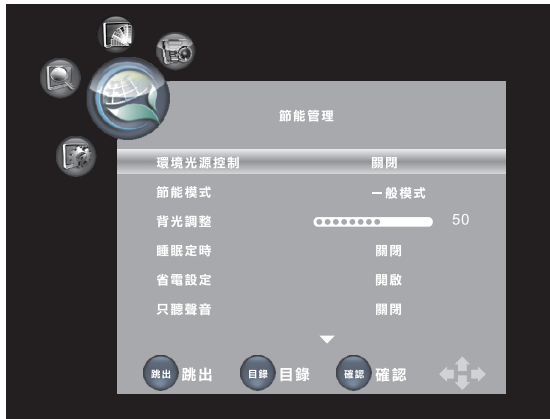 節能管理
環境光源控制 關閉
節能模式 一般模式
背光調整 50
睡眠定時 關閉
省電設定 開啟
只聽聲音 關閉
跳出 跳出 目錄 目錄 確認 確認